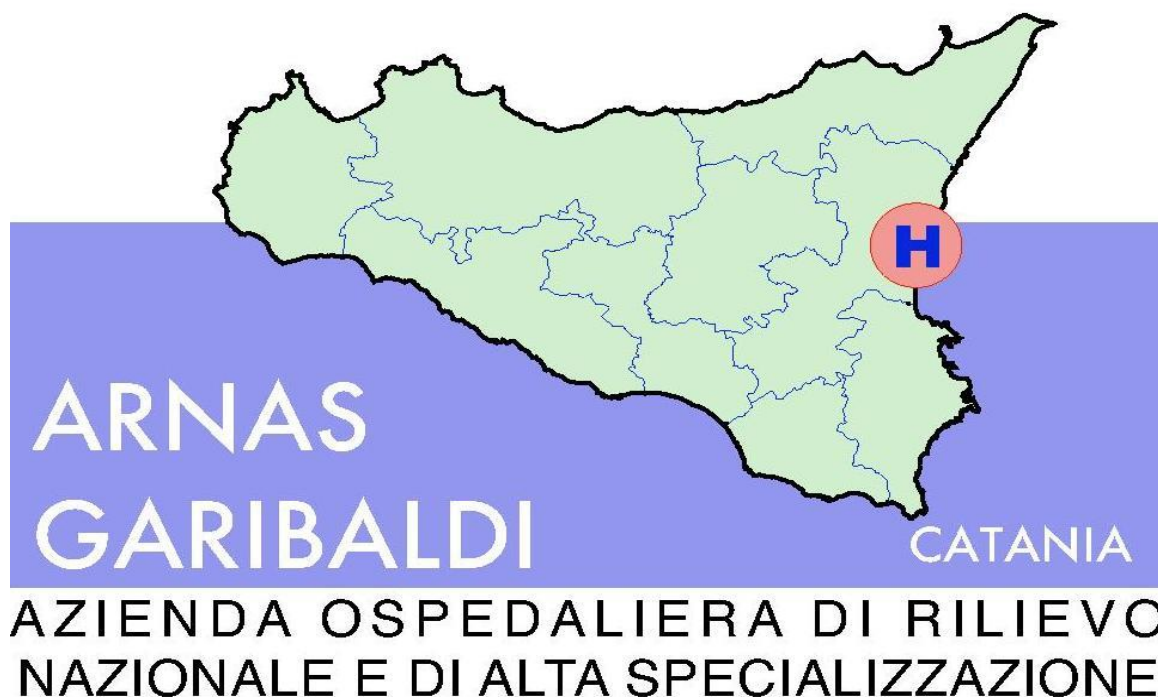 H
ARNAS
GARIBALDI
CATANIA
AZIENDA OSPEDALIERA DI RILIEVO
NAZIONALE E DI ALTA SPECIALIZZAZIONE